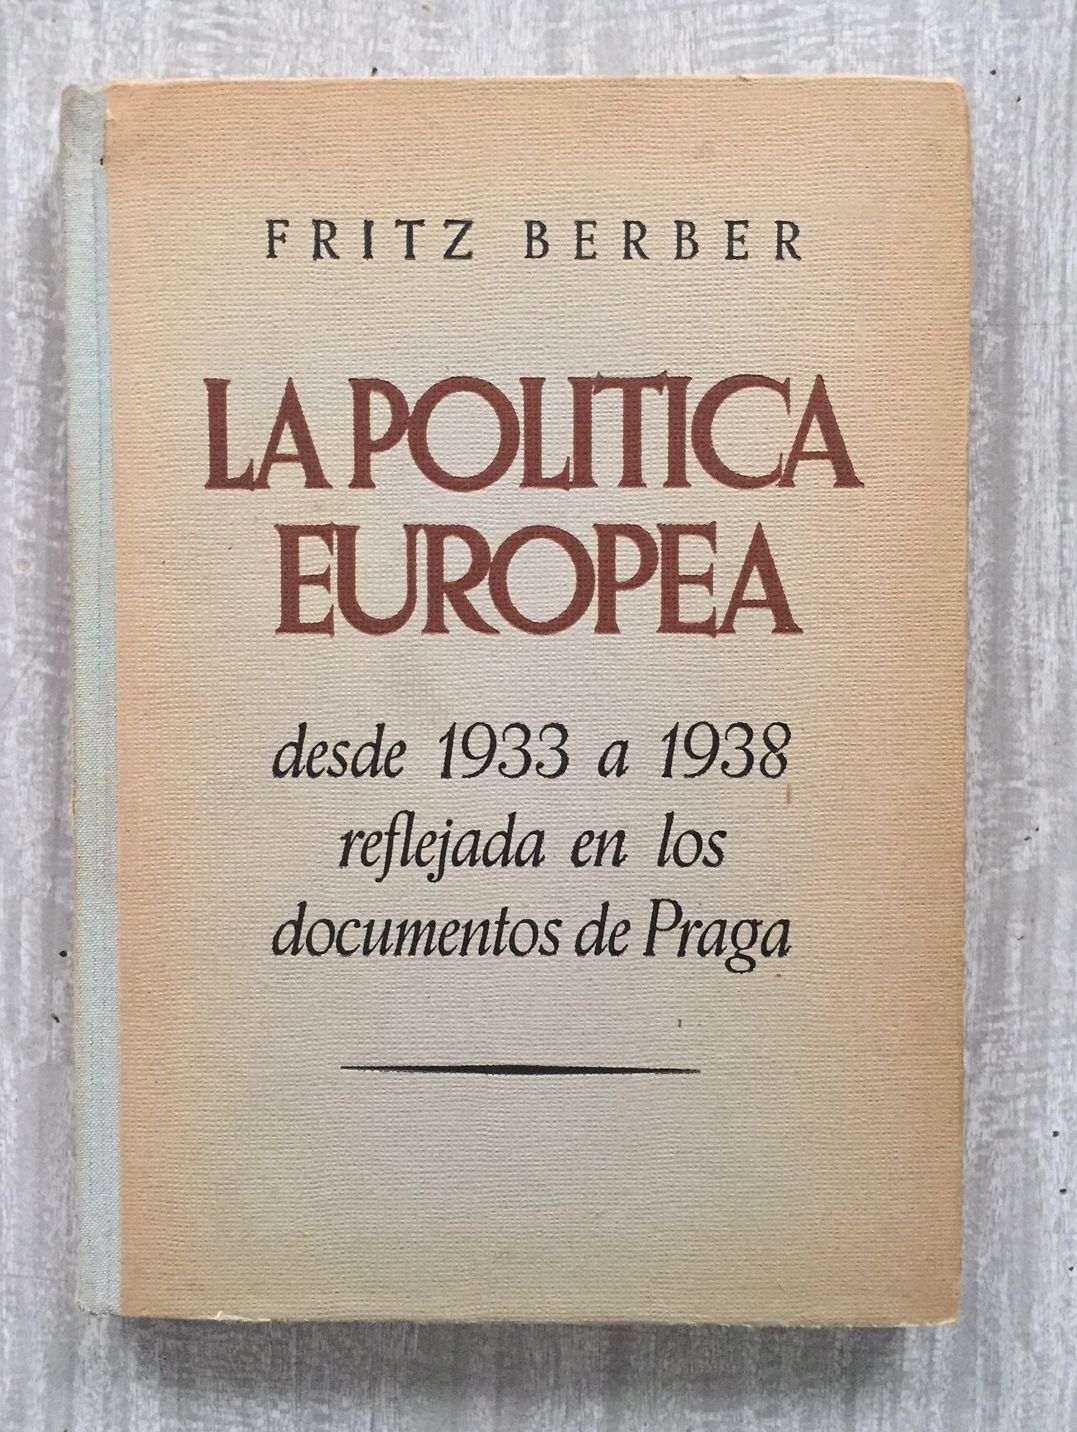 FRITZ BERBER
LA POLITICA
EUROPEA
desde 1933 a 1938
reflejada en los
documentos de Praga